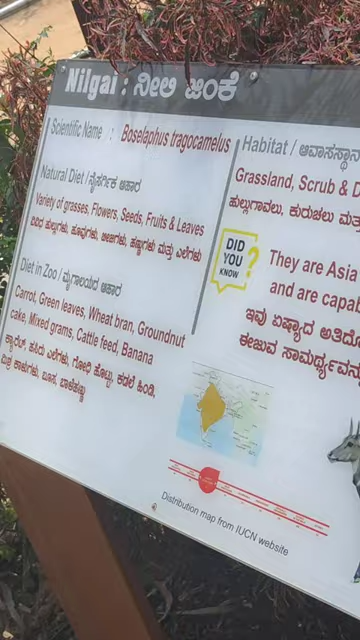 Nilgai : ನೀಲಿ ಜಿಂಕೆ
Scientific Name : Boselaphus tragocamelus
Natural Diet / ನೈಸರ್ಗಿಕ ಆಹಾರ
Variety of grasses, Flowers, Seeds, Fruits & Leaves
ವಿವಿಧ ಹುಲ್ಲುಗಳು, ಹೂವುಗಳು, ಬೀಜಗಳು, ಹಣ್ಣುಗಳು ಮತ್ತು ಎಲೆಗಳು
Diet in Zoo / ಮೃಗಾಲಯದ ಆಹಾರ
Carrot, Green leaves, Wheat bran, Groundnut
cake, Mixed grams, Cattle feed, Banana
ಕ್ಯಾರೆಟ್, ಹಸಿರು ಎಲೆಗಳು, ಗೋಧಿ ಹೊಟ್ಟು, ಕಡಲೆ ಹಿಂಡಿ,
ಮಿಶ್ರ ಕಾಳುಗಳು, ಬೂಸ, ಬಾಳೆಹಣ್ಣು
Habitat / ಆವಾಸಸ್ಥಾನ
Grassland, Scrub &
ಹುಲ್ಲುಗಾವಲು, ಕುರುಚಲು ಮತ್ತು
DID
YOU
KNOW ?
They are Asia
and are capa
ಇವು ಏಷ್ಯಾದ ಅತಿದೊ
ಈಜುವ ಸಾಮರ್ಥ್ಯವನ್ನು
Distribution map from IUCN website